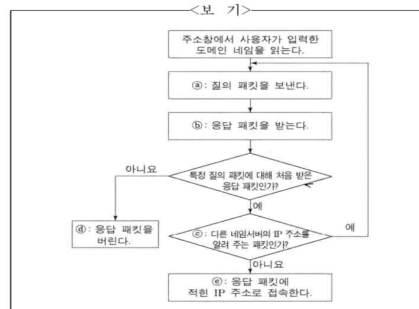 <보 기>
주소창에서 사용자가 입력한
도메인 네임을 읽는다.
ⓐ : 질의 패킷을 보낸다.
ⓑ : 응답 패킷을 받는다.
아니요
특정 질의 패킷에 대해 처음 받은
응답 패킷인가?
예
ⓓ : 응답 패킷을
버린다.
ⓒ : 다른 네임서버의 IP 주소를
알려 주는 패킷인가?
예
아니요
ⓔ : 응답 패킷에
적힌 IP 주소로 접속한다.